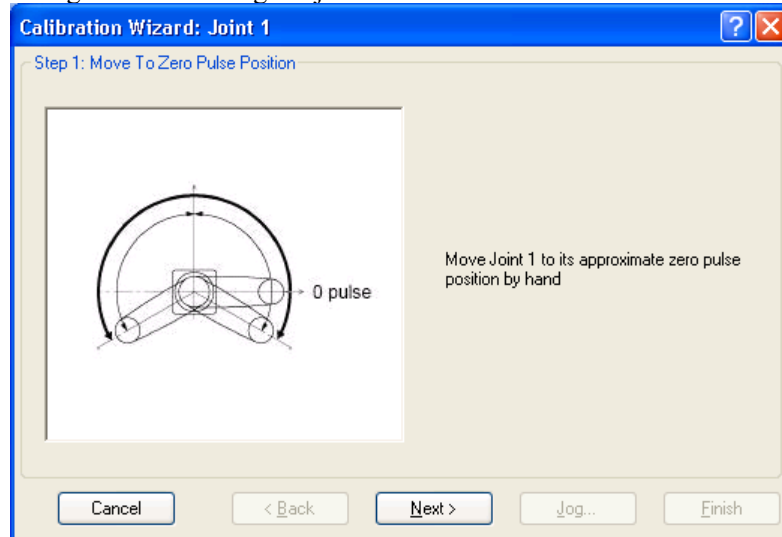 Calibration Wizard: Joint 1
Step 1: Move To Zero Pulse Position
0 pulse
Move Joint 1 to its approximate zero pulse
position by hand
Cancel
< Back
Next >
Jog...
Finish